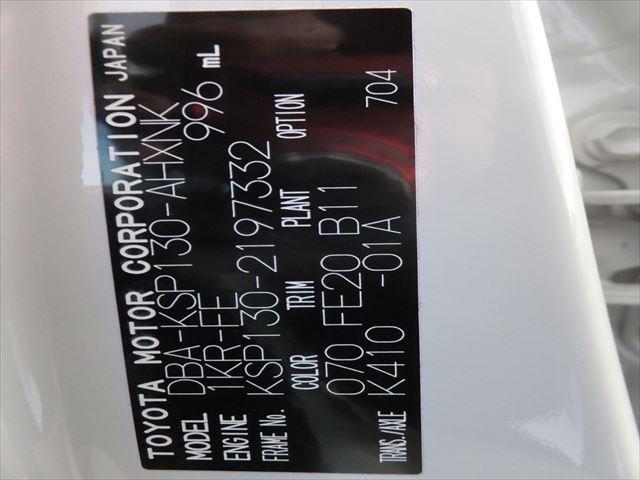 TOYOTA MOTOR CORPORATION JAPAN
MODEL DBA-KSP130-AHXNK
ENGINE 1KR-FE 996 mL
FRAME No. KSP130-2197332
COLOR TRIM PLANT OPTION
070 FE20 B11 704
TRANS./AXLE K410 -01A